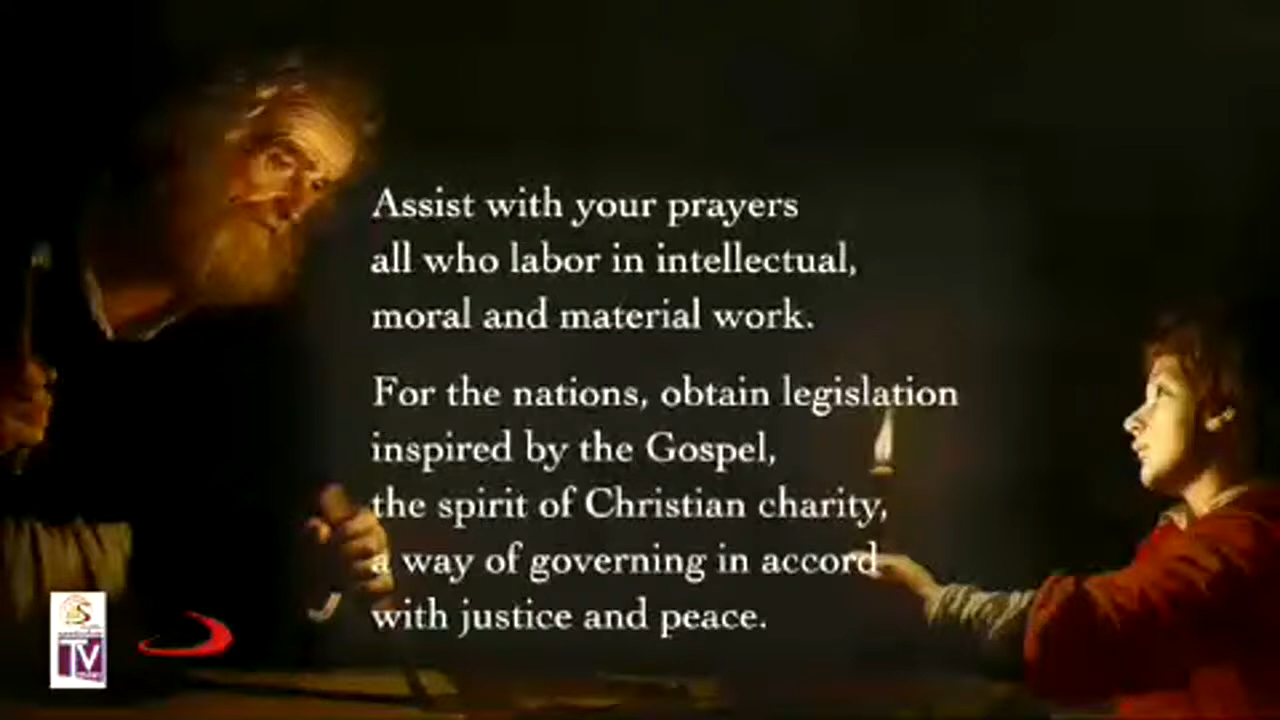 Assist with your prayers
all who labor in intellectual,
moral and material work.
For the nations, obtain legislation
inspired by the Gospel,
the spirit of Christian charity,
a way of governing in accord
with justice and peace.
TV